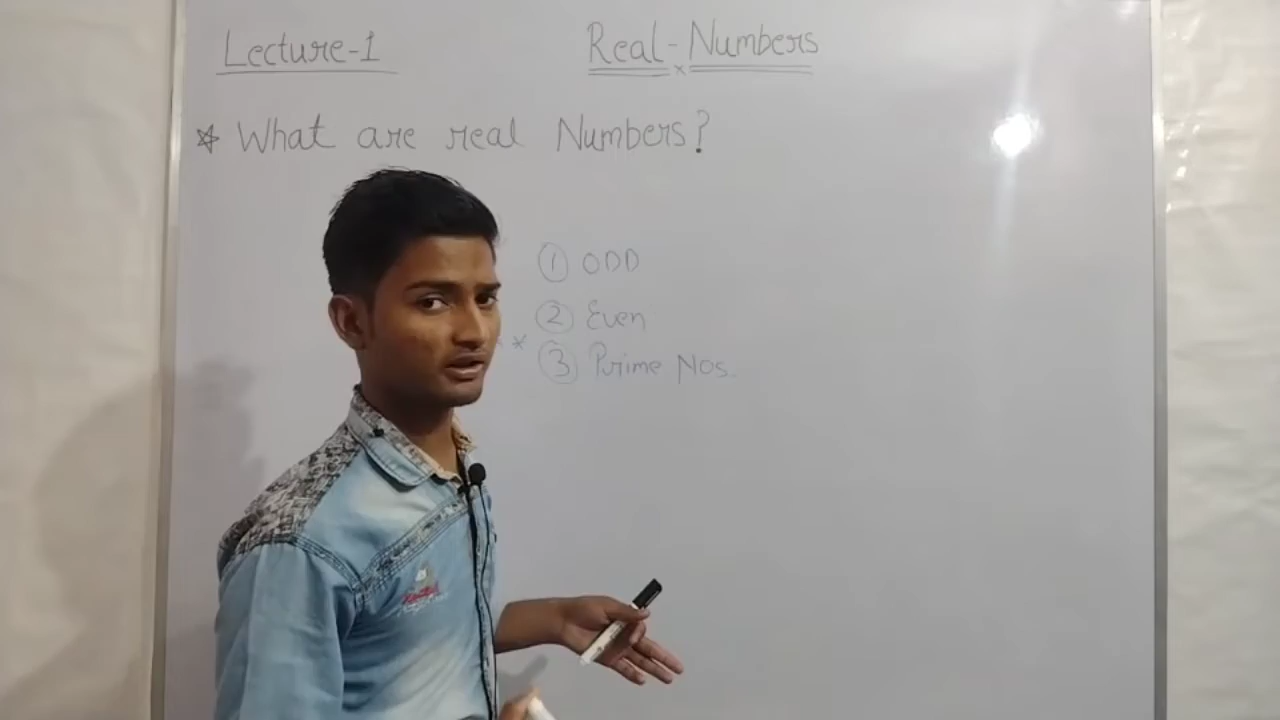 Lecture-1
Real-Numbers
What are real Numbers?
① ODD
② Even
* ③ Prime Nos.